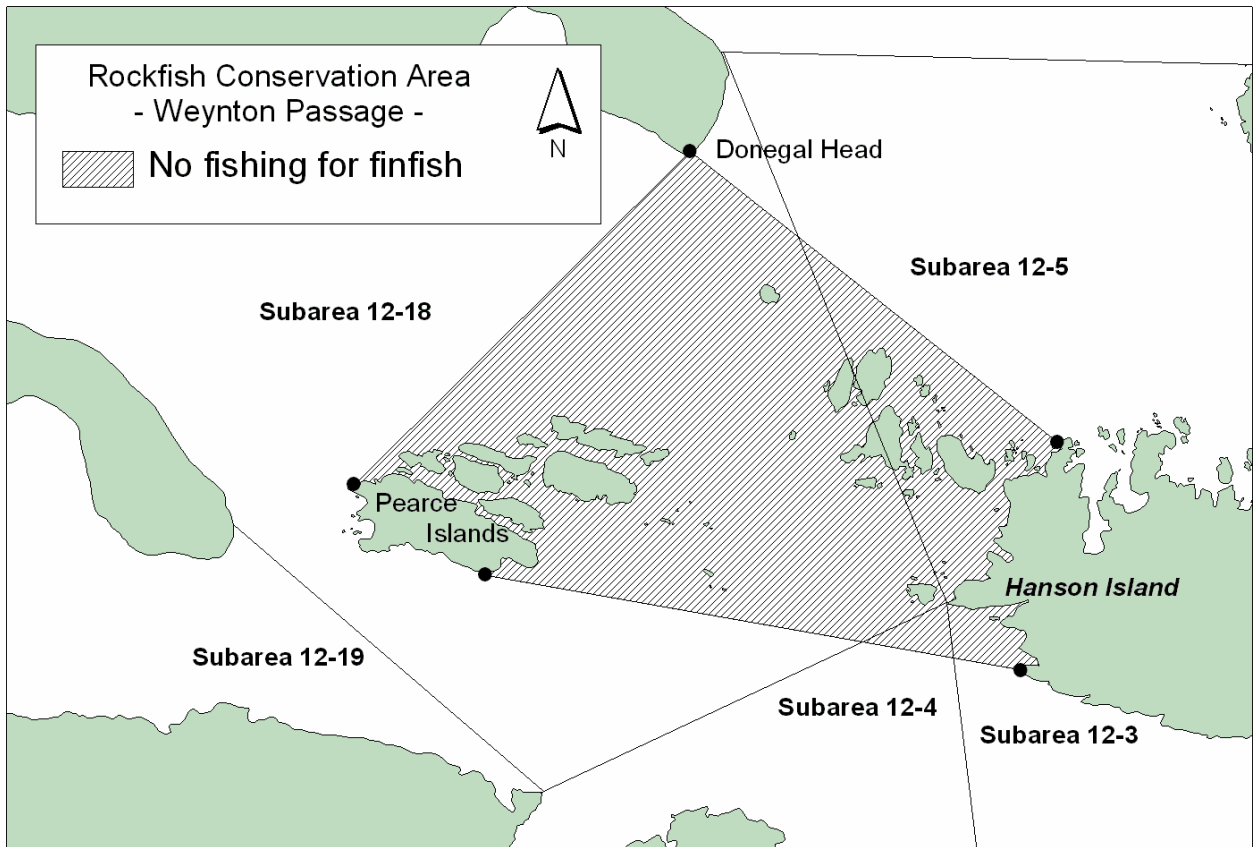 Rockfish Conservation Area
- Weynton Passage -
No fishing for finfish
N
Donegal Head
Subarea 12-5
Subarea 12-18
Pearce
Islands
Hanson Island
Subarea 12-19
Subarea 12-4
Subarea 12-3